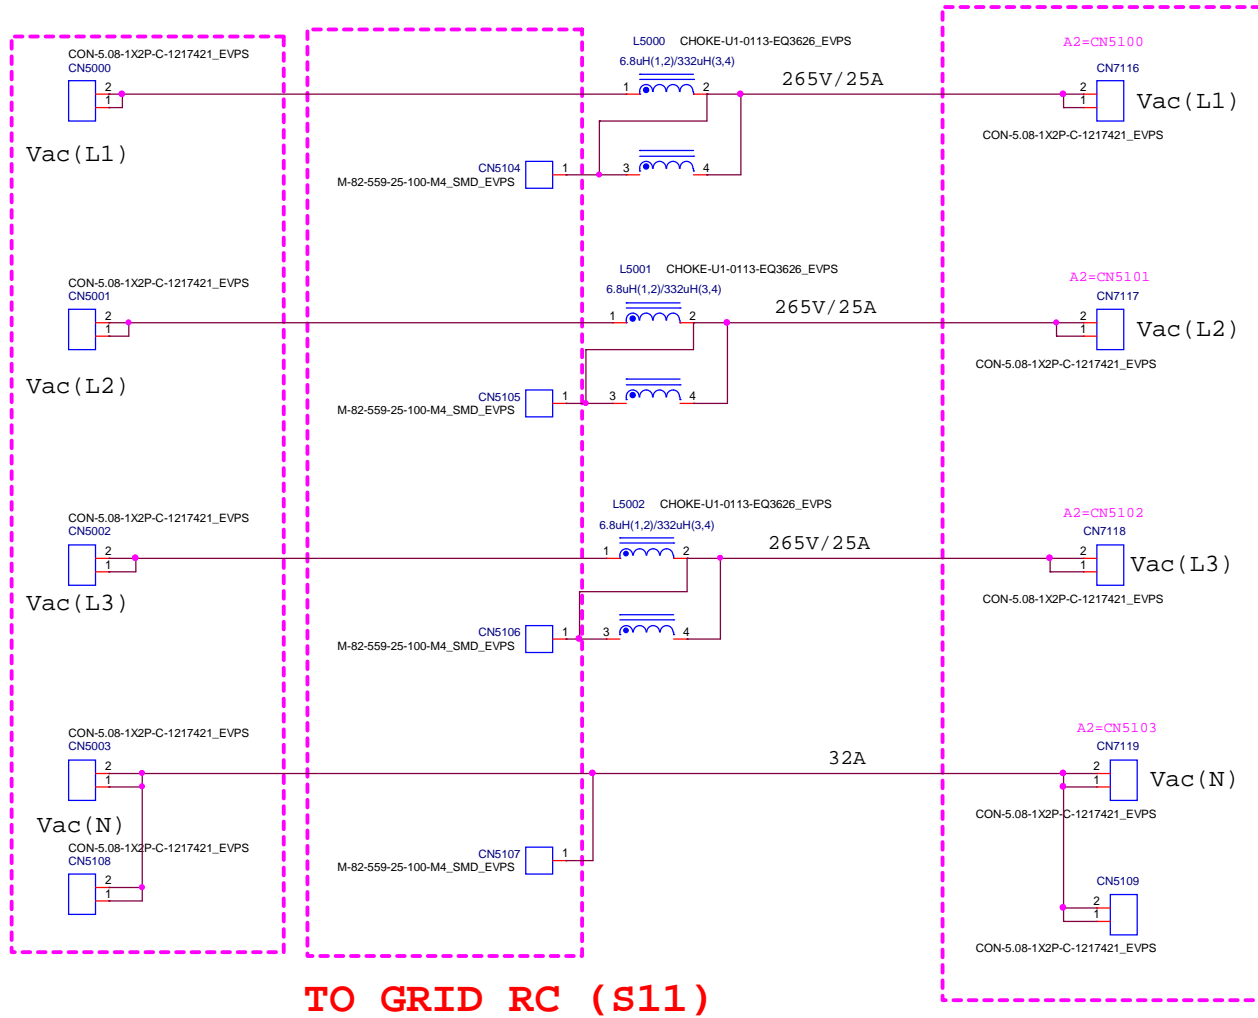 CON-5.08-1X2P-C-1217421_EVPS
CN5000
2
1
Vac(L1)
L5000 CHOKE-U1-0113-EQ3626_EVPS
6.8uH(1,2)/332uH(3,4)
1 2
265V/25A
3 4
CN5104
1
M-82-559-25-100-M4_SMD_EVPS
A2=CN5100
CN7116
2
1
Vac(L1)
CON-5.08-1X2P-C-1217421_EVPS
CON-5.08-1X2P-C-1217421_EVPS
CN5001
2
1
Vac(L2)
L5001 CHOKE-U1-0113-EQ3626_EVPS
6.8uH(1,2)/332uH(3,4)
1 2
265V/25A
3 4
CN5105
1
M-82-559-25-100-M4_SMD_EVPS
A2=CN5101
CN7117
2
1
Vac(L2)
CON-5.08-1X2P-C-1217421_EVPS
CON-5.08-1X2P-C-1217421_EVPS
CN5002
2
1
Vac(L3)
L5002 CHOKE-U1-0113-EQ3626_EVPS
6.8uH(1,2)/332uH(3,4)
1 2
265V/25A
3 4
CN5106
1
M-82-559-25-100-M4_SMD_EVPS
A2=CN5102
CN7118
2
1
Vac(L3)
CON-5.08-1X2P-C-1217421_EVPS
CON-5.08-1X2P-C-1217421_EVPS
CN5003
2
1
Vac(N)
CON-5.08-1X2P-C-1217421_EVPS
CN5108
2
1
32A
CN5107
1
M-82-559-25-100-M4_SMD_EVPS
A2=CN5103
CN7119
2
1
Vac(N)
CON-5.08-1X2P-C-1217421_EVPS
CN5109
2
1
CON-5.08-1X2P-C-1217421_EVPS
TO GRID RC (S11)